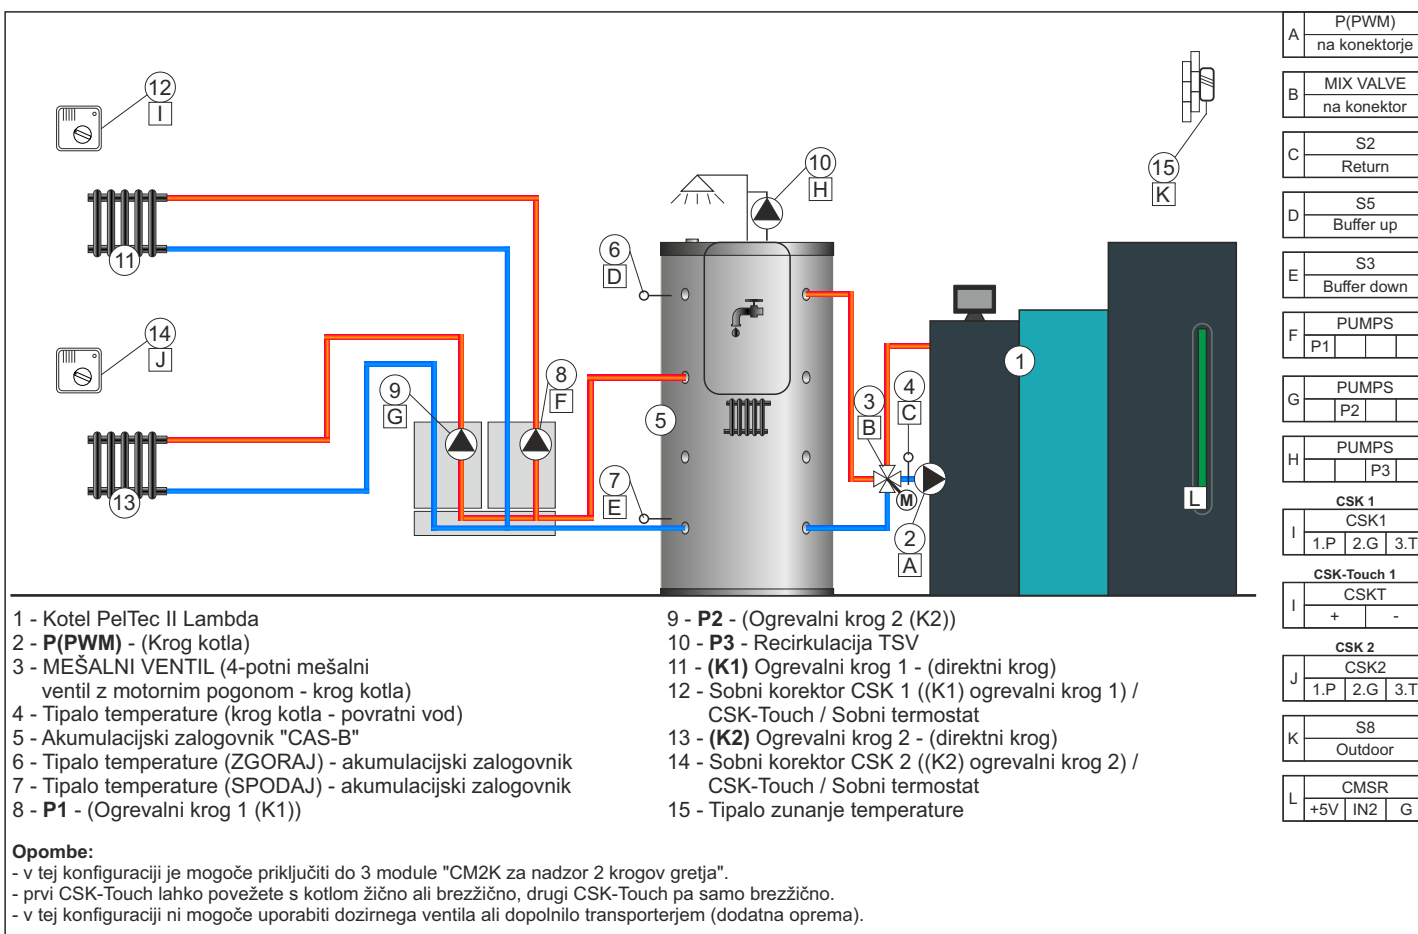 12
I
11
14
J
13
9
G
8
F
6
D
7
E
5
10
H
3
B
4
C
M
2
A
1
L
15
K
A
P(PWM)
na konektorje
B
MIX VALVE
na konektor
C
S2
Return
D
S5
Buffer up
E
S3
Buffer down
F
PUMPS
P1
G
PUMPS
P2
H
PUMPS
P3
CSK 1
I
CSK1
1.P 2.G 3.T
CSK-Touch 1
I
CSKT
+ -
CSK 2
J
CSK2
1.P 2.G 3.T
K
S8
Outdoor
L
CMSR
+5V IN2 G
1 - Kotel PelTec II Lambda
2 - P(PWM) - (Krog kotla)
3 - MEŠALNI VENTIL (4-potni mešalni
ventil z motornim pogonom - krog kotla)
4 - Tipalo temperature (krog kotla - povratni vod)
5 - Akumulacijski zalogovnik "CAS-B"
6 - Tipalo temperature (ZGORAJ) - akumulacijski zalogovnik
7 - Tipalo temperature (SPODAJ) - akumulacijski zalogovnik
8 - P1 - (Ogrevalni krog 1 (K1))
9 - P2 - (Ogrevalni krog 2 (K2))
10 - P3 - Recirkulacija TSV
11 - (K1) Ogrevalni krog 1 - (direktni krog)
12 - Sobni korektor CSK 1 ((K1) ogrevalni krog 1) /
CSK-Touch / Sobni termostat
13 - (K2) Ogrevalni krog 2 - (direktni krog)
14 - Sobni korektor CSK 2 ((K2) ogrevalni krog 2) /
CSK-Touch / Sobni termostat
15 - Tipalo zunanje temperature
Opombe:
- v tej konfiguraciji je mogoče priključiti do 3 module "CM2K za nadzor 2 krogov gretja".
- prvi CSK-Touch lahko povežete s kotlom žično ali brezžično, drugi CSK-Touch pa samo brezžično.
- v tej konfiguraciji ni mogoče uporabiti dozirnega ventila ali dopolnilo transporterjem (dodatna oprema).